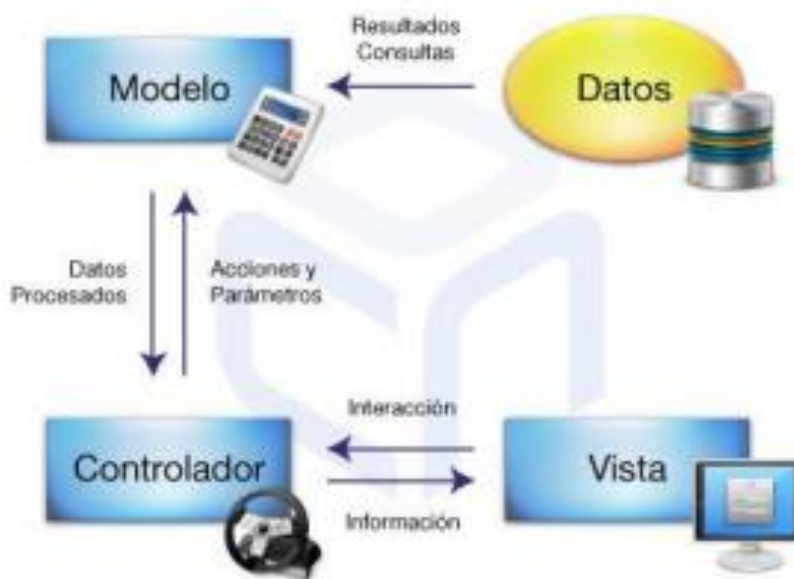 Resultados
Consultas
Modelo
Datos
Datos
Procesados
Acciones y
Parámetros
Interacción
Controlador
Vista
Información